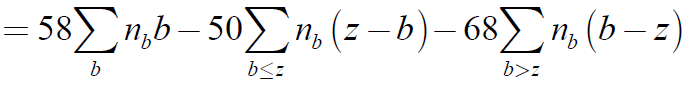 = 58∑_b n_b b − 50∑_{b≤z} n_b (z − b) − 68∑_{b>z} n_b (b − z)